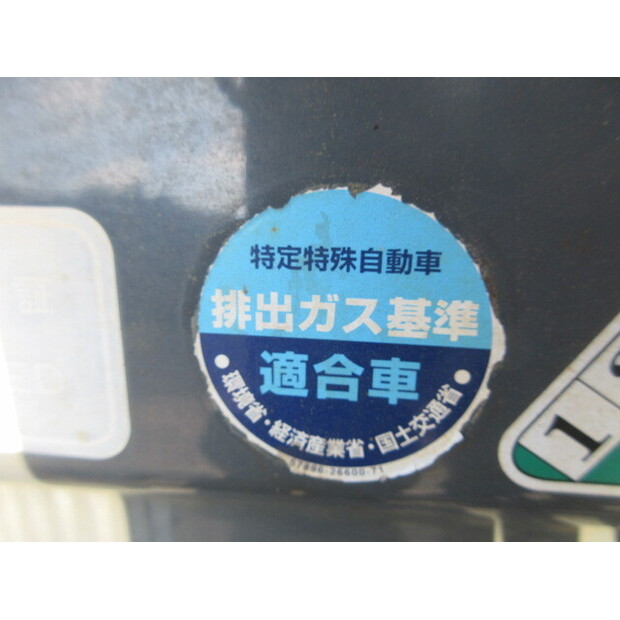 特定特殊自動車
排出ガス基準
適合車
・環境省・経済産業省・国土交通省・
1